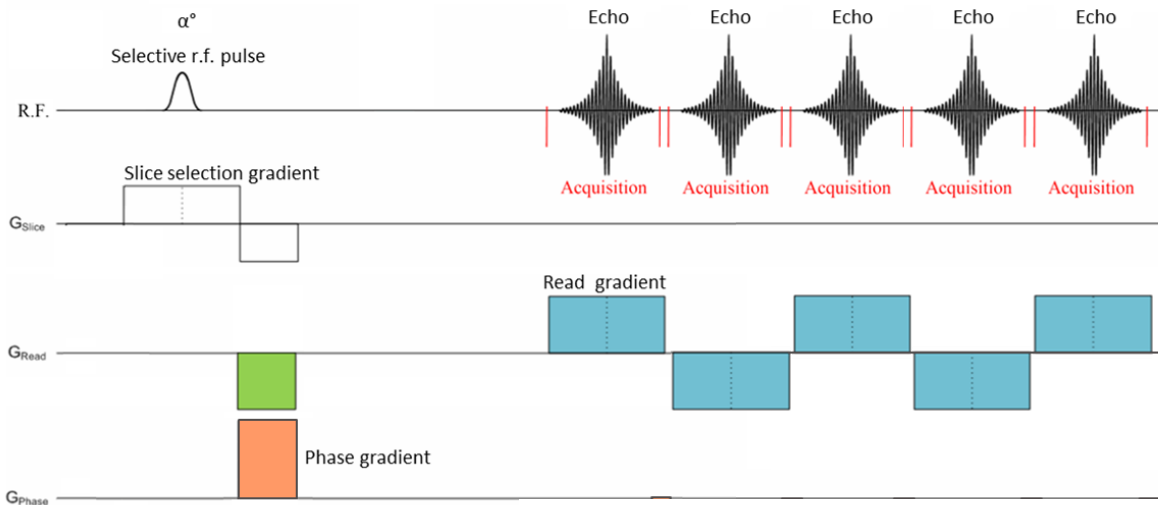 α°
Echo Echo Echo Echo Echo
Selective r.f. pulse
R.F.
Slice selection gradient
Acquisition Acquisition Acquisition Acquisition Acquisition
GSlice
Read gradient
GRead
Phase gradient
GPhase